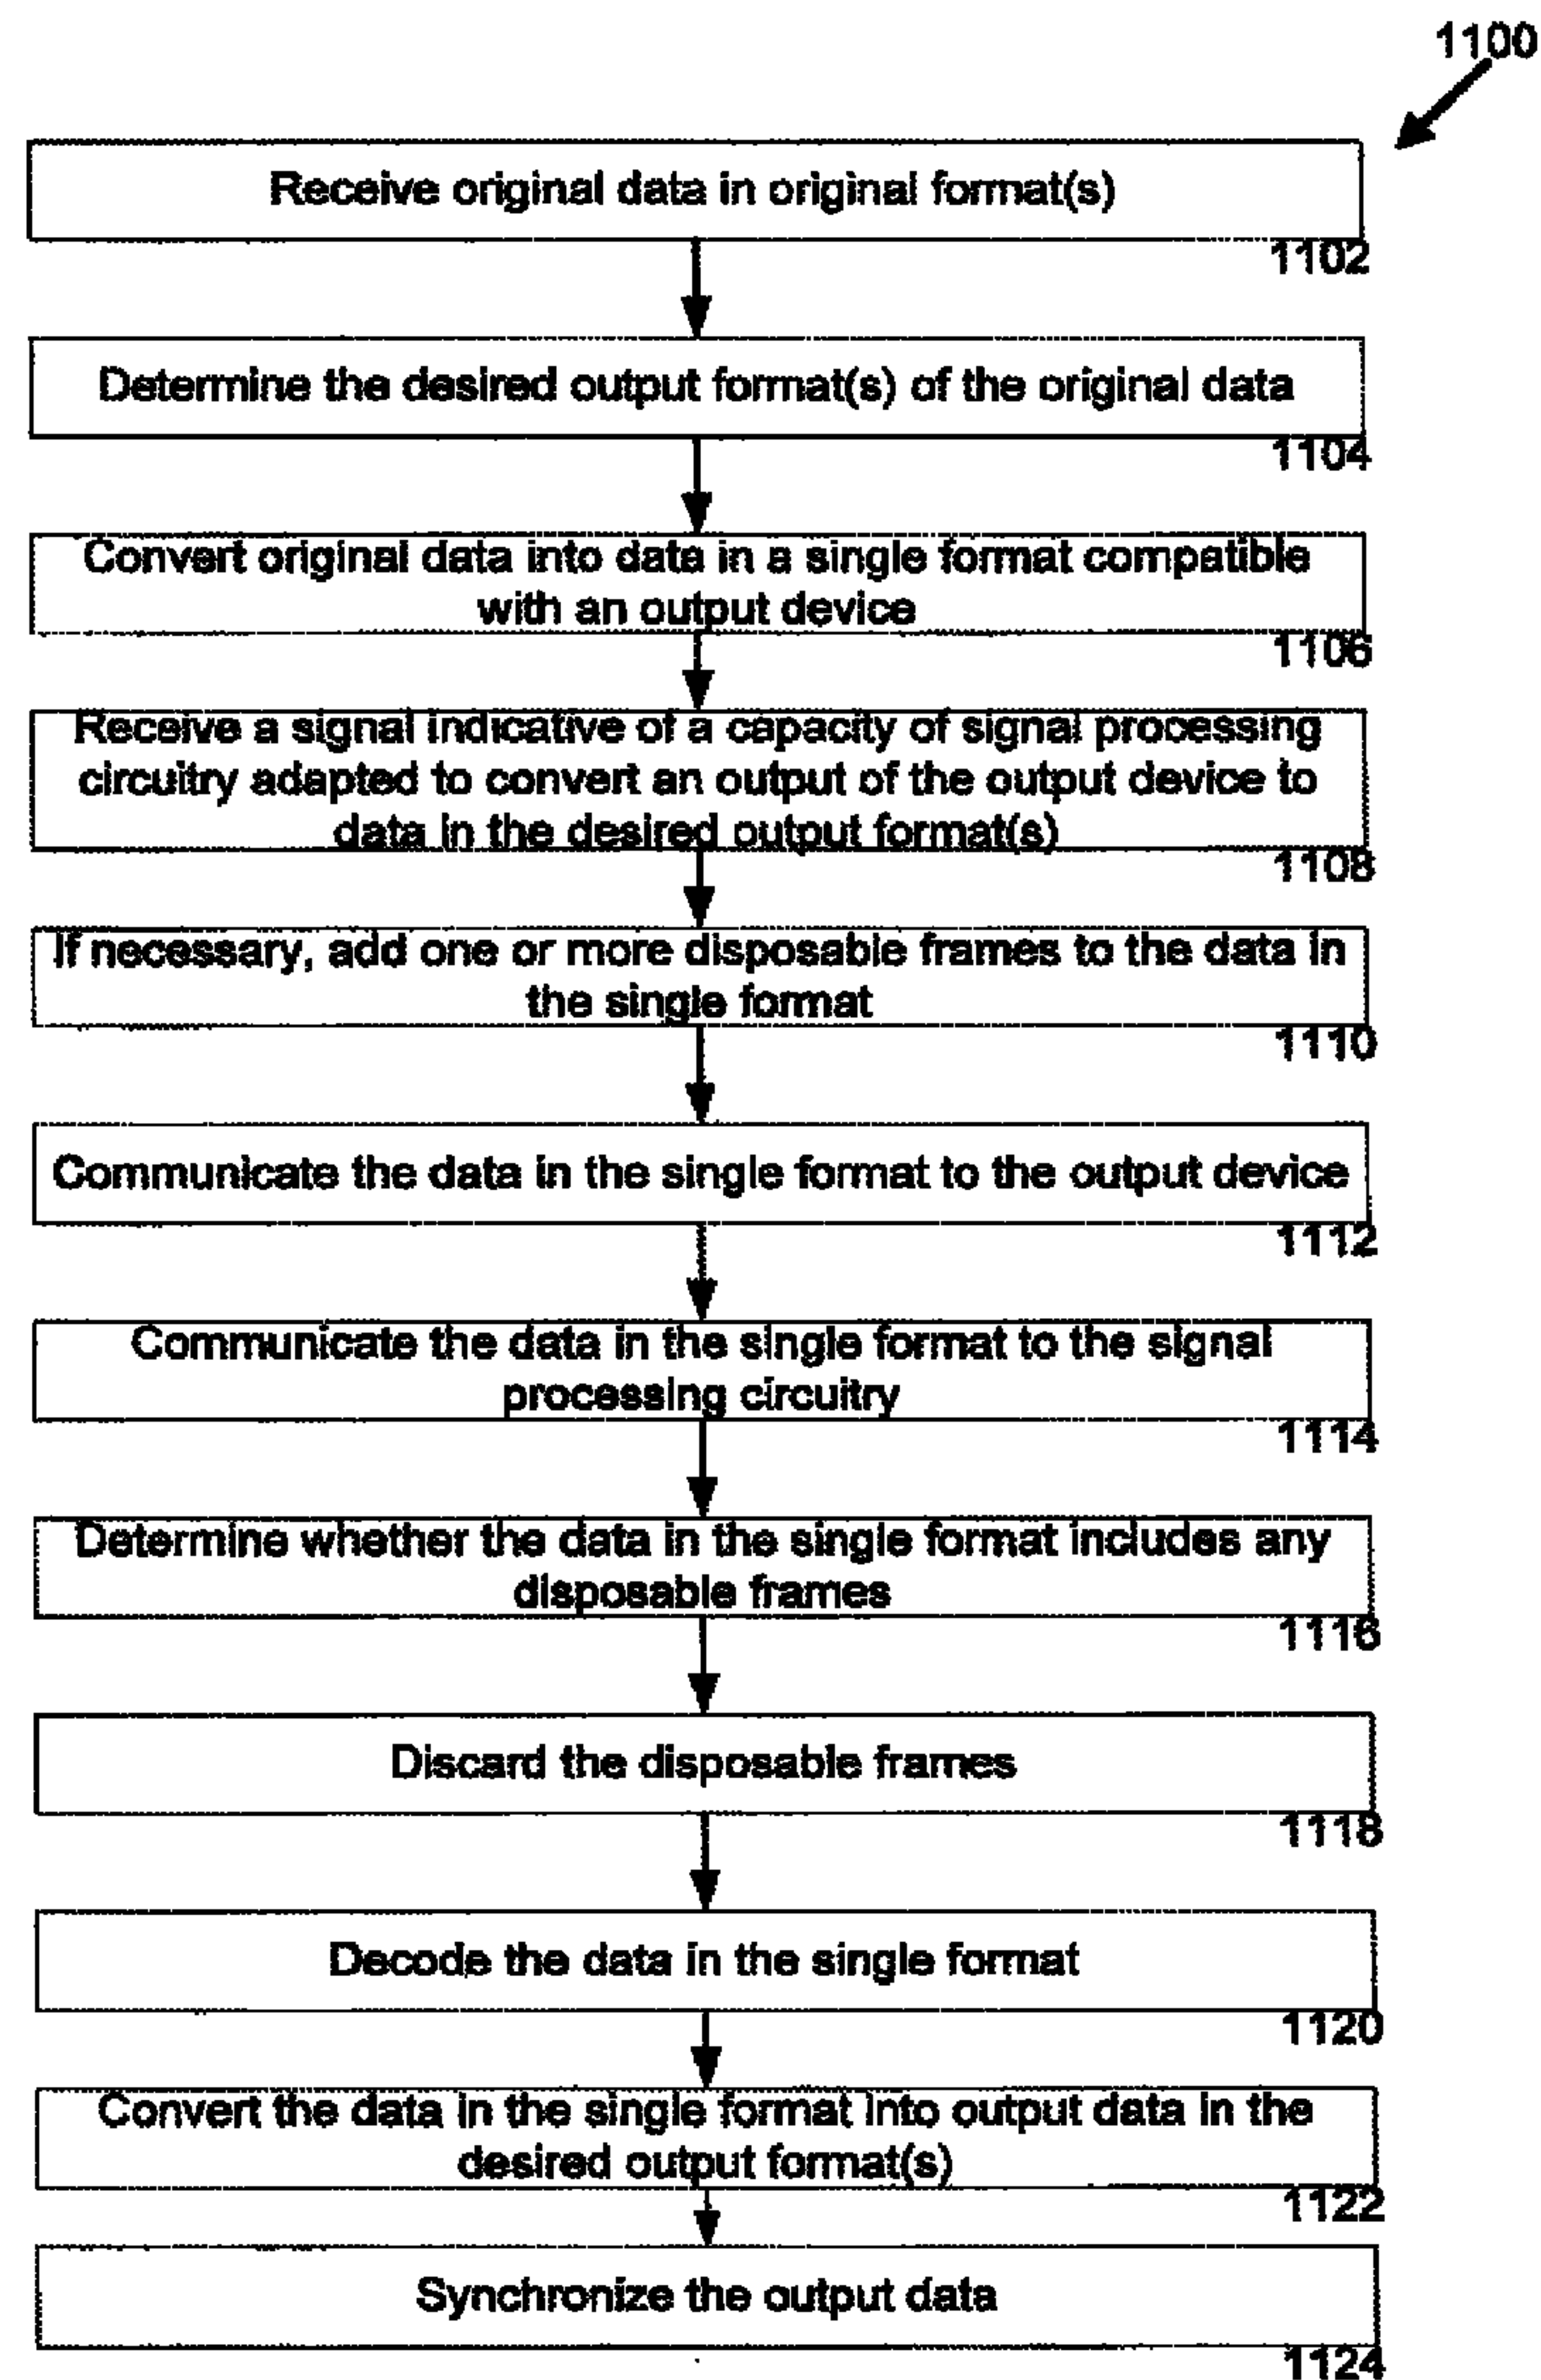 1100
Receive original data in original format(s)
1102
Determine the desired output format(s) of the original data
1104
Convert original data into data in a single format compatible
with an output device
1106
Receive a signal indicative of a capacity of signal processing
circuitry adapted to convert an output of the output device to
data in the desired output format(s)
1108
If necessary, add one or more disposable frames to the data in
the single format
1110
Communicate the data in the single format to the output device
1112
Communicate the data in the single format to the signal
processing circuitry
1114
Determine whether the data in the single format includes any
disposable frames
1116
Discard the disposable frames
1118
Decode the data in the single format
1120
Convert the data in the single format into output data in the
desired output format(s)
1122
Synchronize the output data
1124